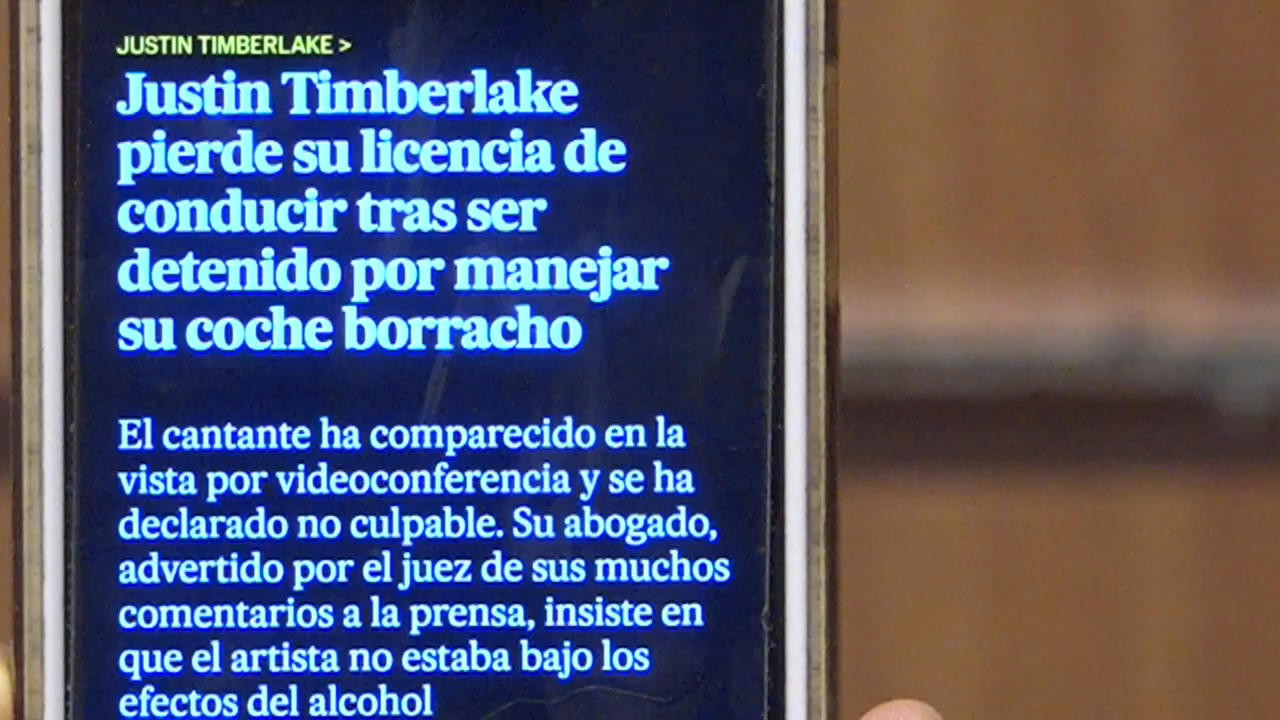 JUSTIN TIMBERLAKE >
Justin Timberlake
pierde su licencia de
conducir tras ser
detenido por manejar
su coche borracho
El cantante ha comparecido en la
vista por videoconferencia y se ha
declarado no culpable. Su abogado,
advertido por el juez de sus muchos
comentarios a la prensa, insiste en
que el artista no estaba bajo los
efectos del alcohol